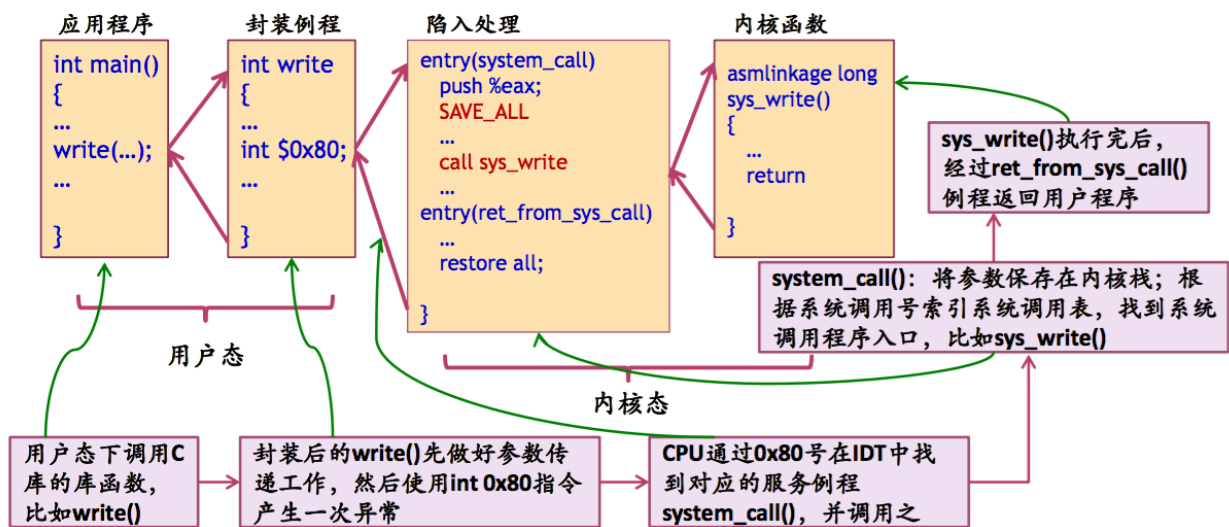 应用程序
int main()
{
...
write(...);
...
}
封装例程
int write
{
...
int $0x80;
...
}
陷入处理
entry(system_call)
push %eax;
SAVE_ALL
...
call sys_write
...
entry(ret_from_sys_call)
...
restore all;
}
内核函数
asmlinkage long
sys_write()
{
...
return
}
用户态
内核态
用户态下调用C
库的库函数,
比如write()
封装后的write()先做好参数传
递工作，然后使用int 0x80指令
产生一次异常
CPU通过0x80号在IDT中找
到对应的服务例程
system_call()，并调用之
system_call()：将参数保存在内核栈；根
据系统调用号索引系统调用表，找到系统
调用程序入口，比如sys_write()
sys_write()执行完后，
经过ret_from_sys_call()
例程返回用户程序